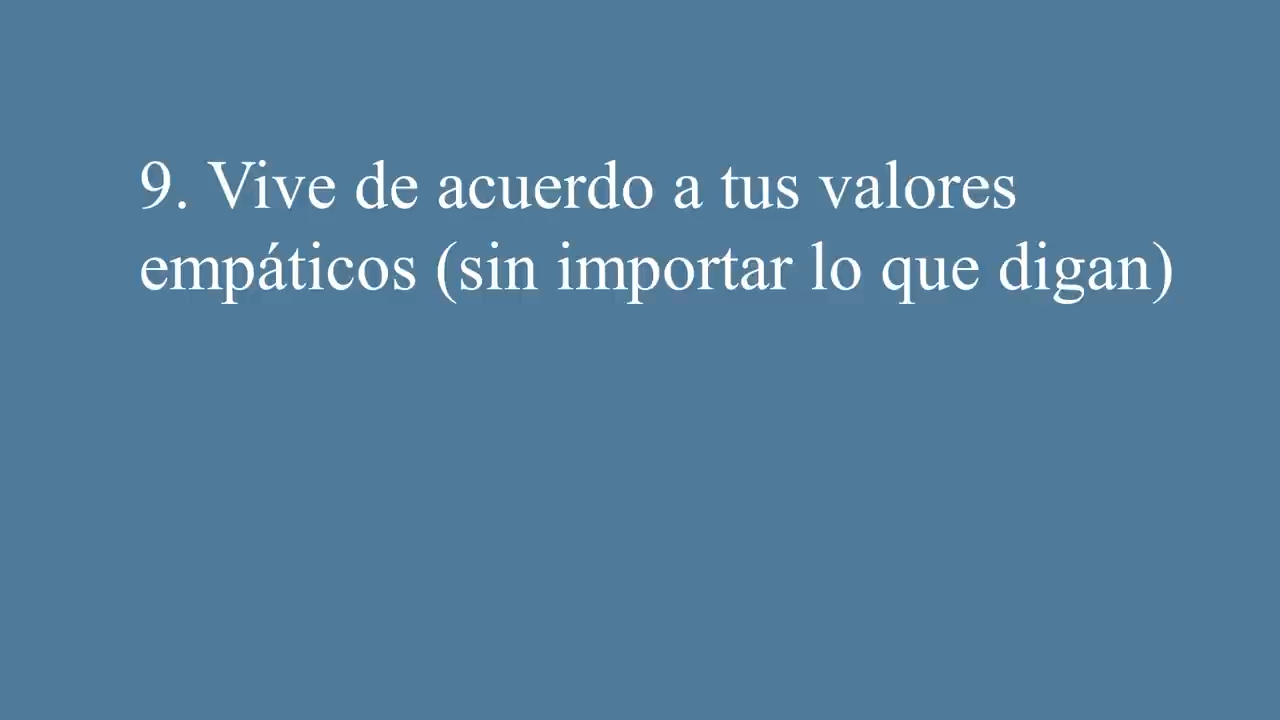 9. Vive de acuerdo a tus valores
empáticos (sin importar lo que digan)